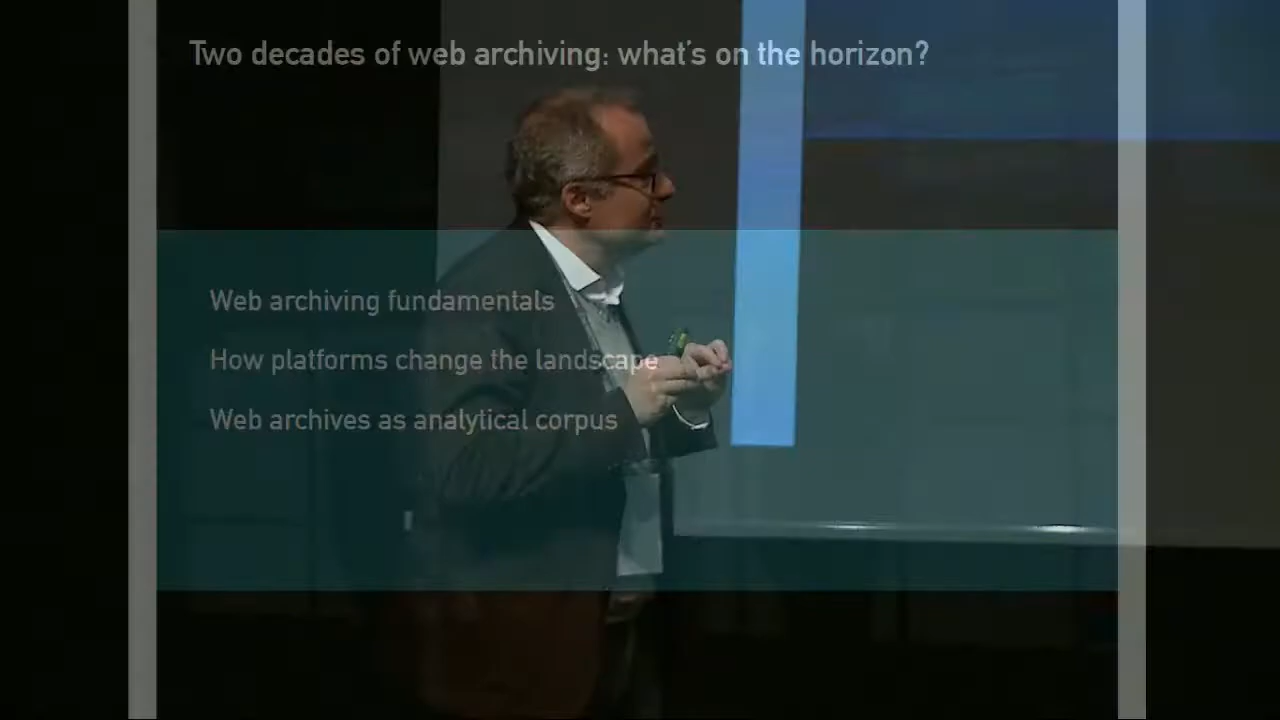 Two decades of web archiving: what's on the horizon?
Web archiving fundamentals
How platforms change the landscape
Web archives as analytical corpus